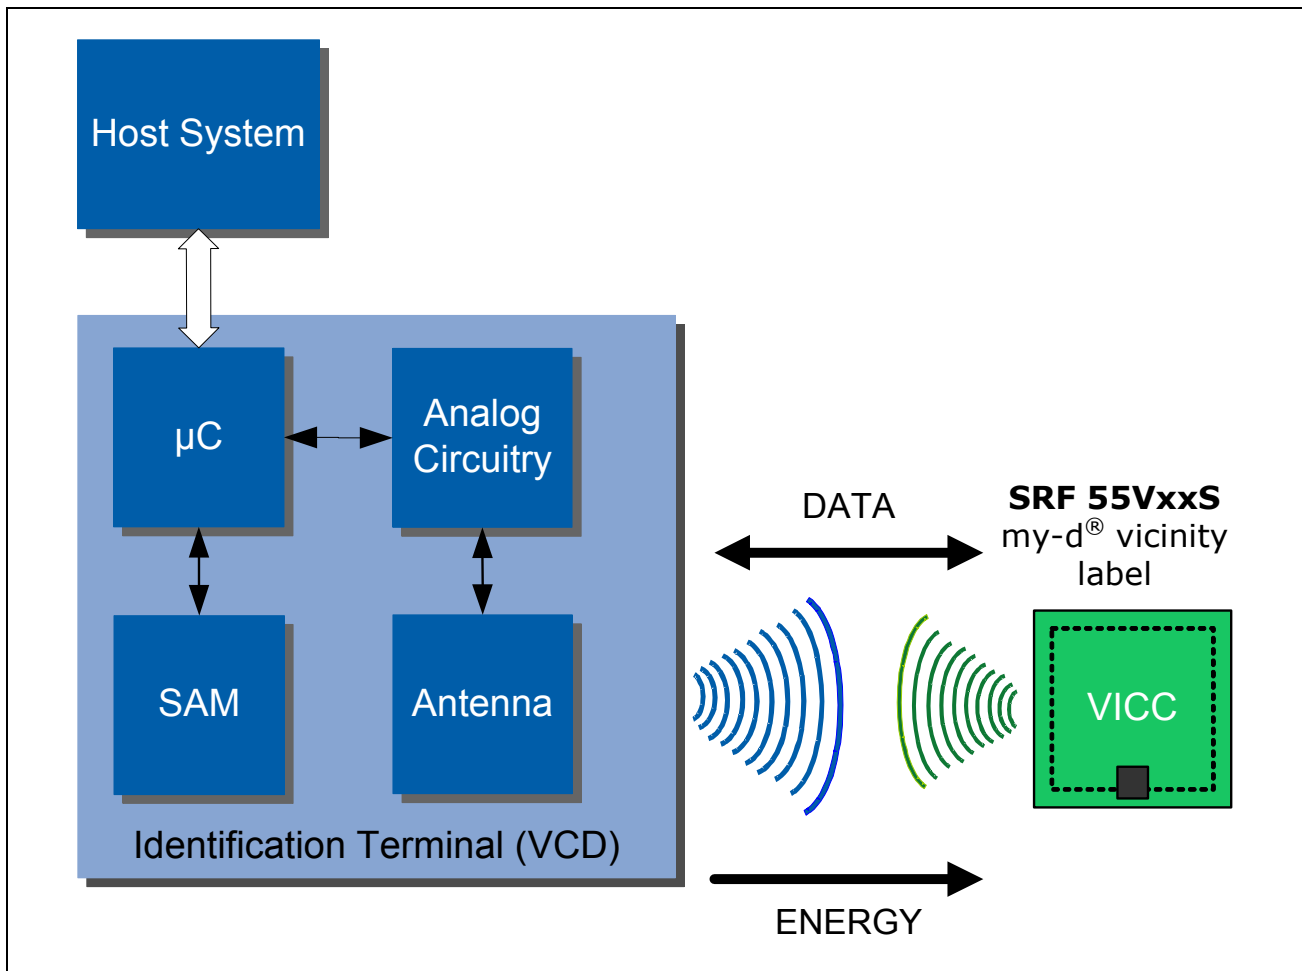 Host System
µC
Analog
Circuitry
SAM
Antenna
Identification Terminal (VCD)
DATA
SRF 55VxxS
my-d® vicinity
label
VICC
ENERGY